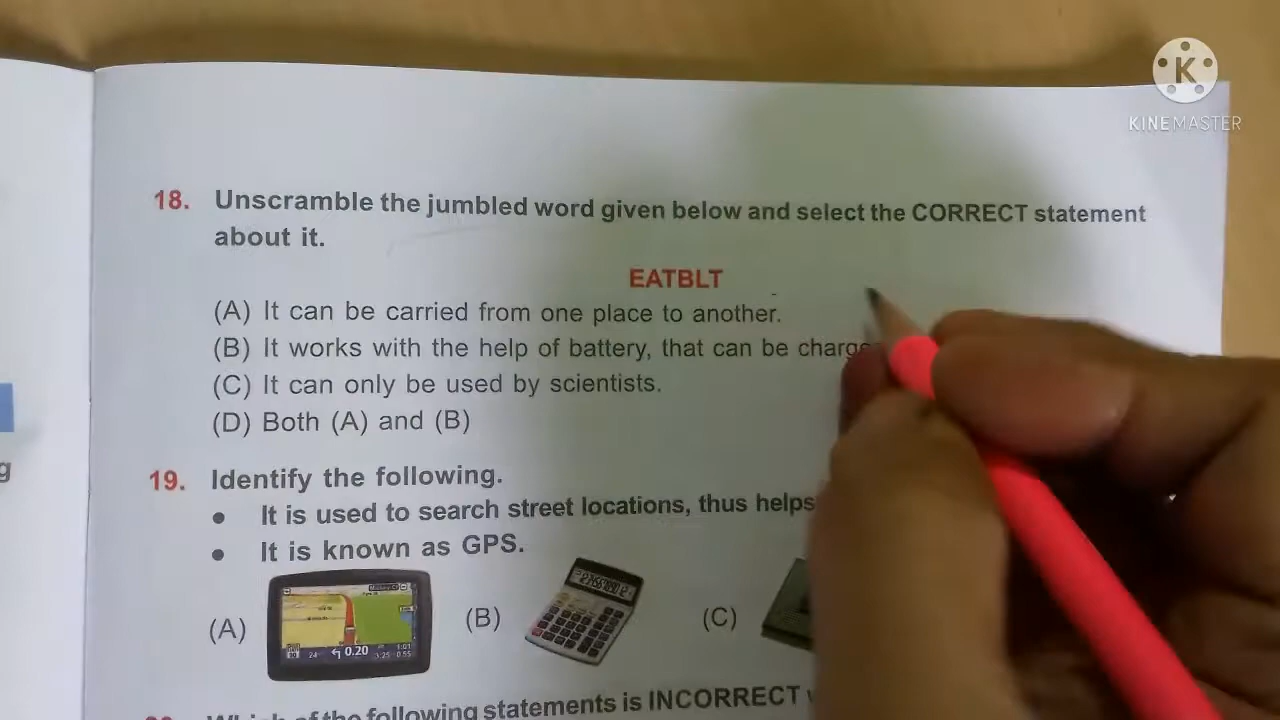 K
KINEMASTER
18. Unscramble the jumbled word given below and select the CORRECT statement
about it.
EATBLT
(A) It can be carried from one place to another.
(B) It works with the help of battery, that can be
(C) It can only be used by scientists.
(D) Both (A) and (B)
g
19. Identify the following.
• It is used to search street locations, thus helps
• It is known as GPS.
(A)
0.20
(B)
(C)
of the following statements is INCORRECT